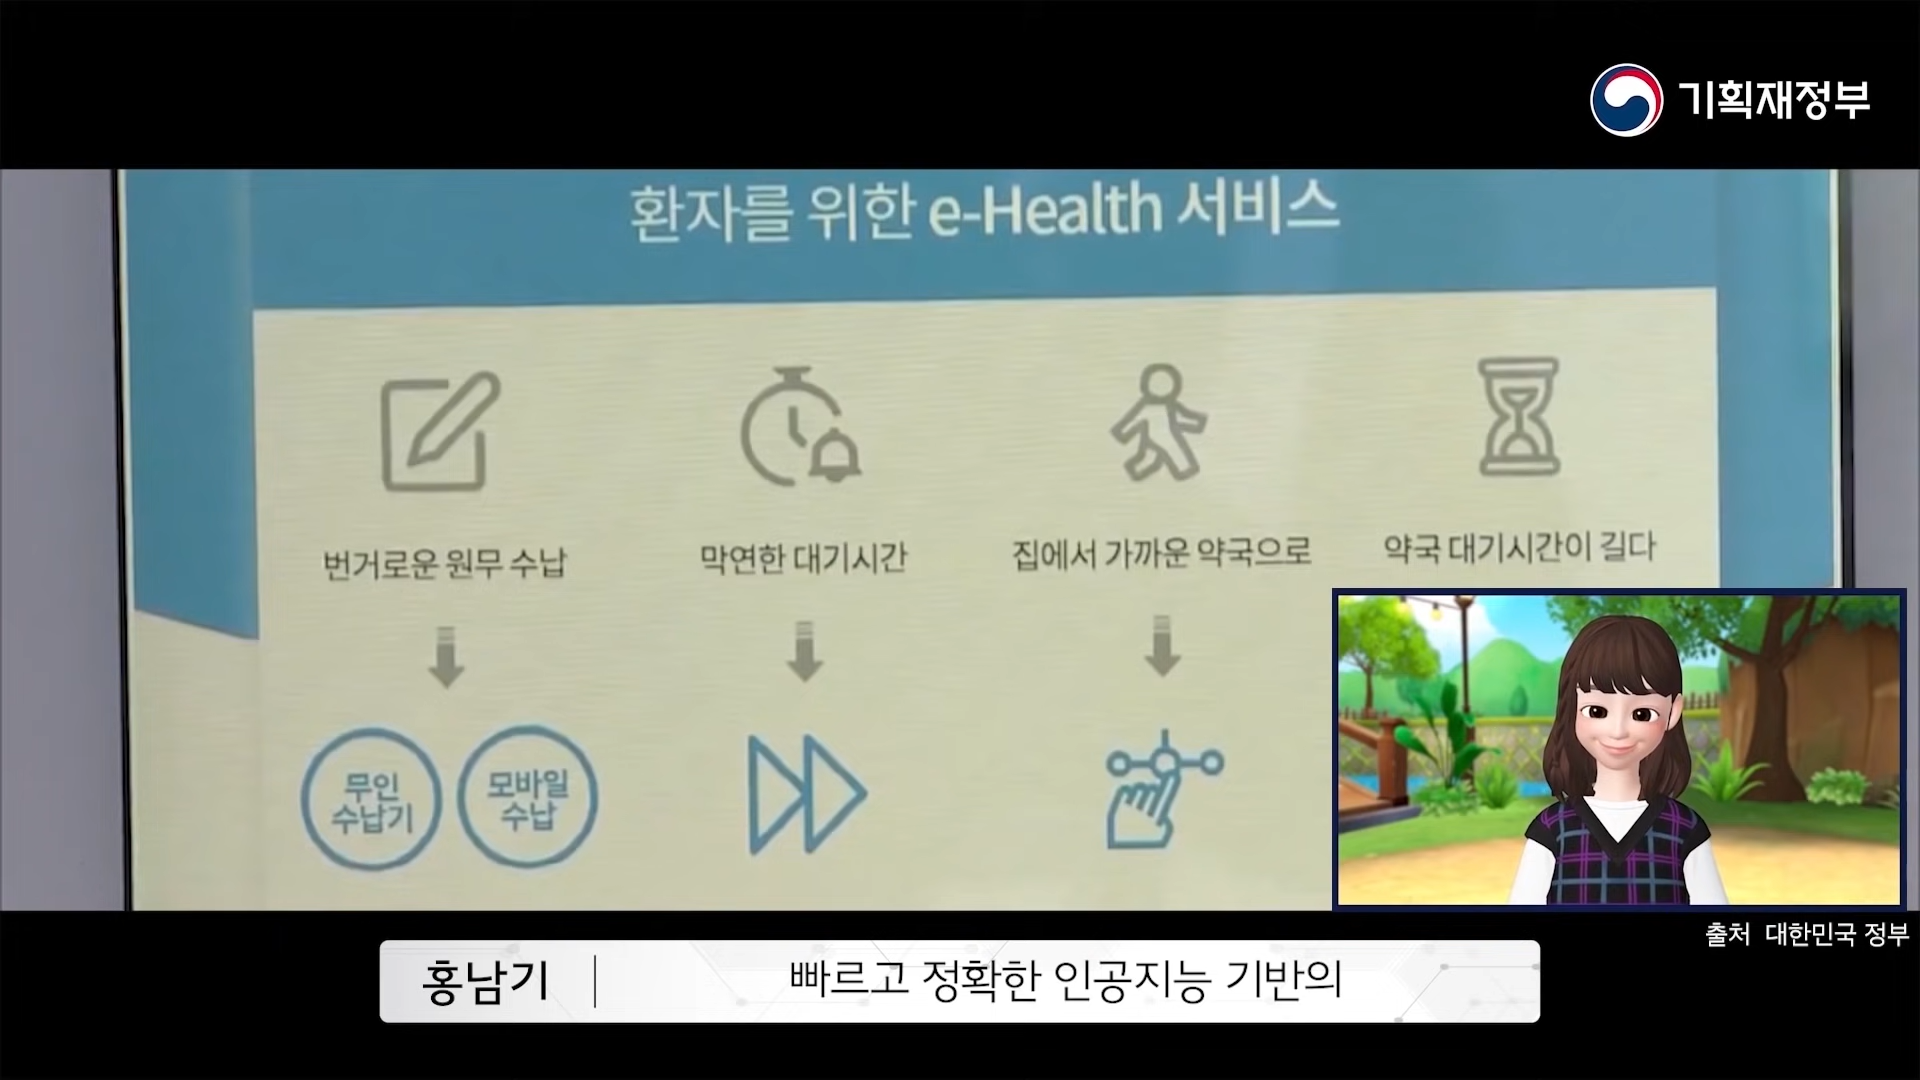 기획재정부
환자를 위한 e-Health 서비스
번거로운 원무 수납
막연한 대기시간
집에서 가까운 약국으로
약국 대기시간이 길다
무인
수납기
모바일
수납
출처 대한민국 정부
홍남기
빠르고 정확한 인공지능 기반의